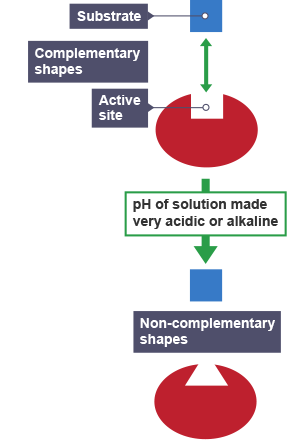 Substrate
Complementary
shapes
Active
site
pH of solution made
very acidic or alkaline
Non-complementary
shapes